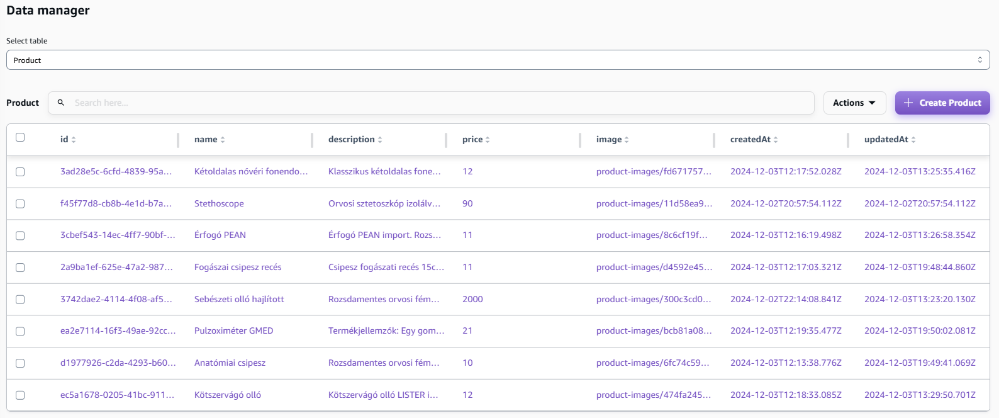 Data manager
Select table
Product
Product Search here... Actions Create Product
id name description price image createdAt updatedAt
3ad28e5c-6cfd-4839-95a... Kétoldalas nővéri fonendo... Klasszikus kétoldalas fone... 12 product-images/fd671757... 2024-12-03T12:17:52.028Z 2024-12-03T13:25:35.416Z
f45f77d8-cb8b-4e1d-b7a... Stethoscope Orvosi sztetoszkóp izolálv... 90 product-images/11d58ea9... 2024-12-02T20:57:54.112Z 2024-12-02T20:57:54.112Z
3cbef543-14ec-4ff7-90bf-... Érfogó PEAN Érfogó PEAN import. Rozs... 11 product-images/8c6cf19f... 2024-12-03T12:16:19.498Z 2024-12-03T13:26:58.354Z
2a9ba1ef-625e-47a2-987... Fogászai csipesz recés Csipesz fogászati recés 15c... 11 product-images/d4592e45... 2024-12-03T12:17:03.321Z 2024-12-03T19:48:44.860Z
3742dae2-4114-4f08-af5... Sebészeti olló hajlított Rozsdamentes orvosi fém... 2000 product-images/300c3cd0... 2024-12-02T22:14:08.841Z 2024-12-03T13:23:20.130Z
ea2e7114-16f3-49ae-92cc... Pulzoximéter GMED Termékjellemzők: Egy gom... 21 product-images/bcb81a08... 2024-12-03T12:19:35.477Z 2024-12-03T19:50:02.081Z
d1977926-c2da-4293-b60... Anatómiai csipesz Rozsdamentes orvosi fém... 10 product-images/6fc74c59... 2024-12-03T12:13:38.776Z 2024-12-03T19:49:41.069Z
ec5a1678-0205-41bc-911... Kötszervágó olló Kötszervágó olló LISTER i... 12 product-images/474fa245... 2024-12-03T12:18:33.085Z 2024-12-03T13:29:50.701Z